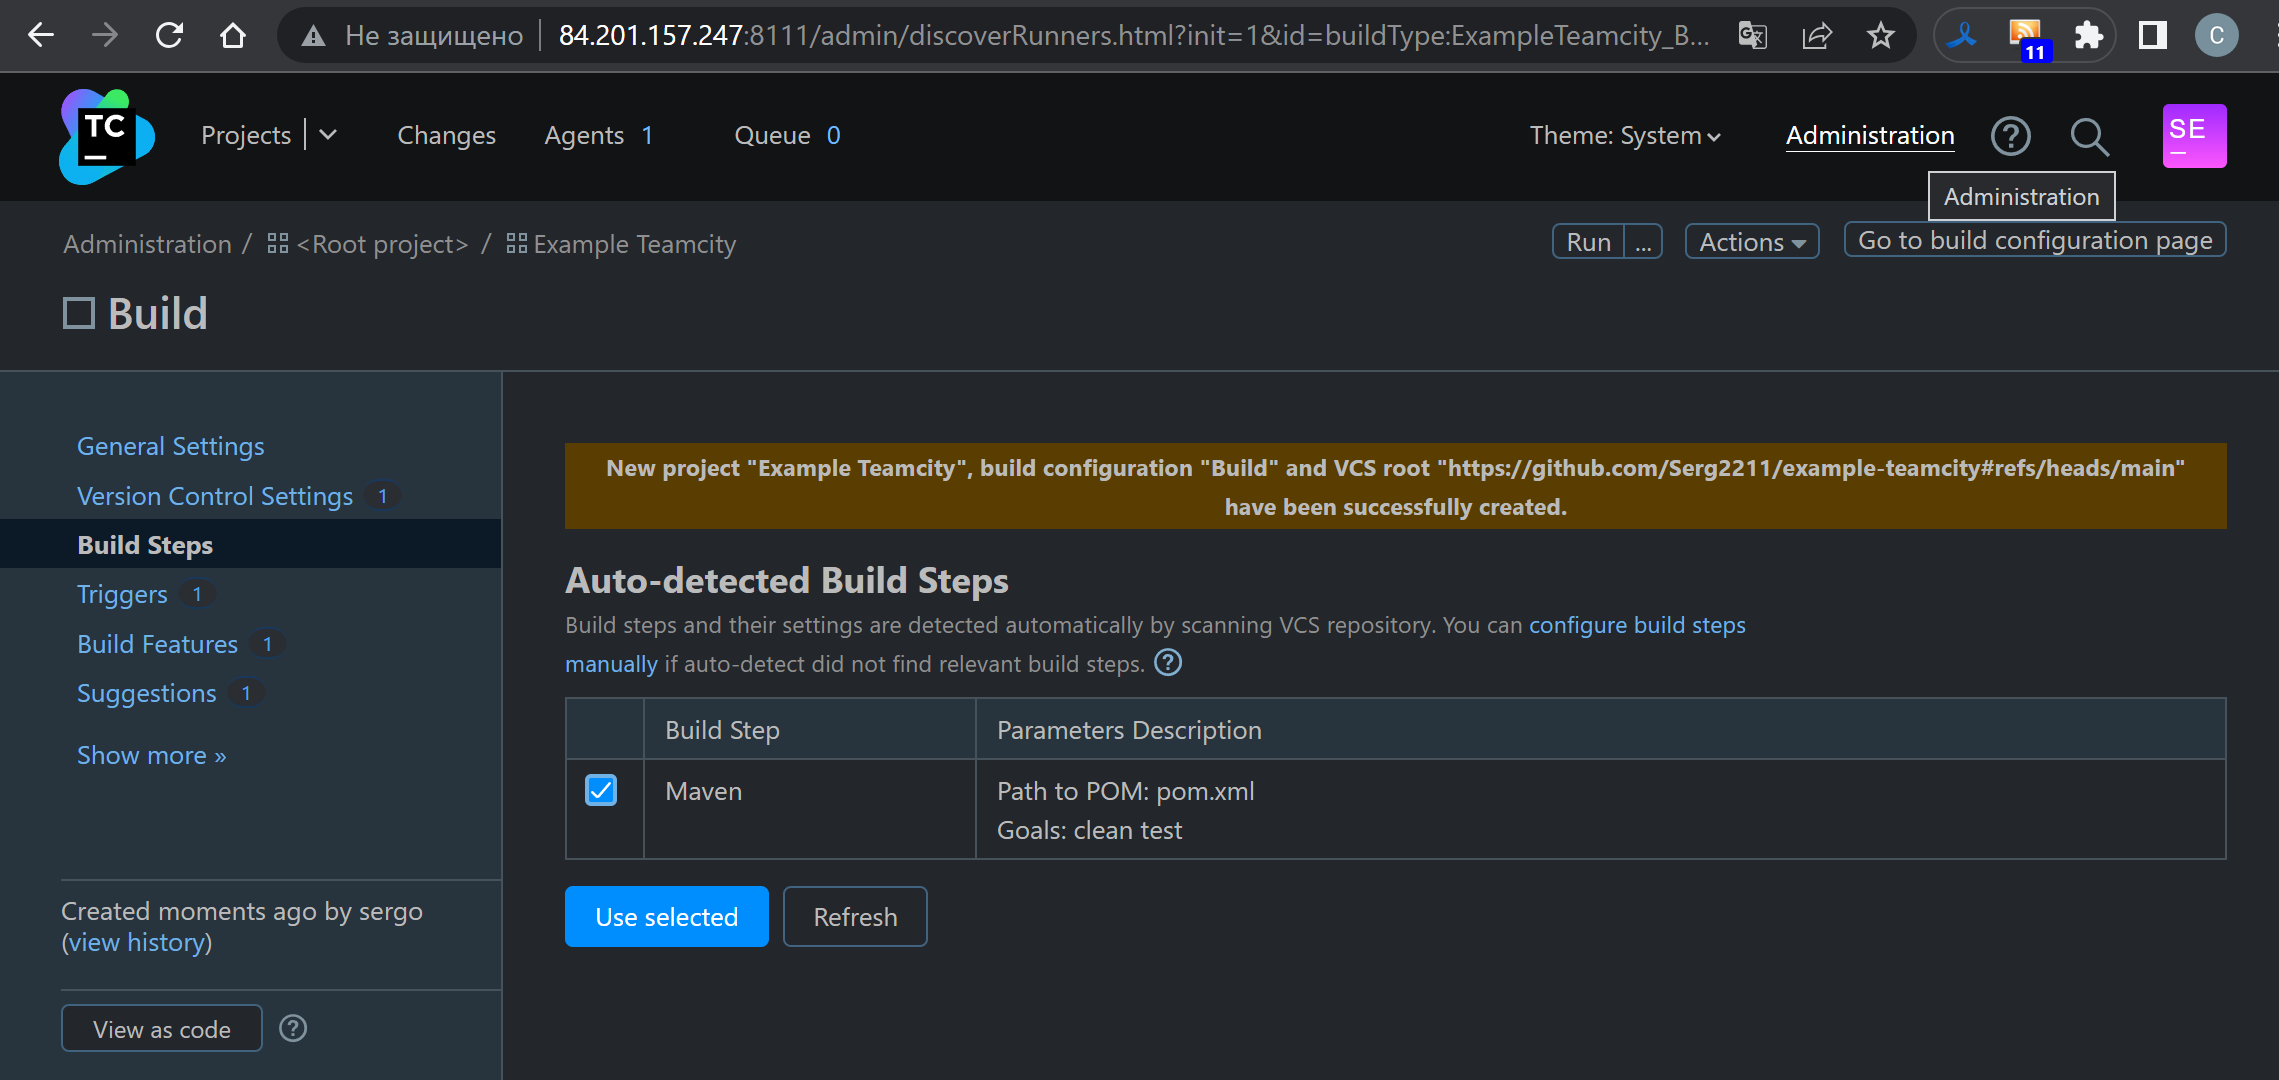 Не защищено 84.201.157.247:8111/admin/discoverRunners.html?init=1&id=buildType:ExampleTeamcity_B...
11
C
TC
Projects
Changes
Agents 1
Queue 0
Theme: System
Administration
SE
Administration
Administration / <Root project> / Example Teamcity
Run ...
Actions
Go to build configuration page
Build
General Settings
Version Control Settings 1
Build Steps
Triggers 1
Build Features 1
Suggestions 1
Show more »
Created moments ago by sergo
(view history)
View as code
New project "Example Teamcity", build configuration "Build" and VCS root "https://github.com/Serg2211/example-teamcity#refs/heads/main"
have been successfully created.
Auto-detected Build Steps
Build steps and their settings are detected automatically by scanning VCS repository. You can configure build steps
manually if auto-detect did not find relevant build steps.
Build Step Parameters Description
Maven Path to POM: pom.xml
Goals: clean test
Use selected
Refresh